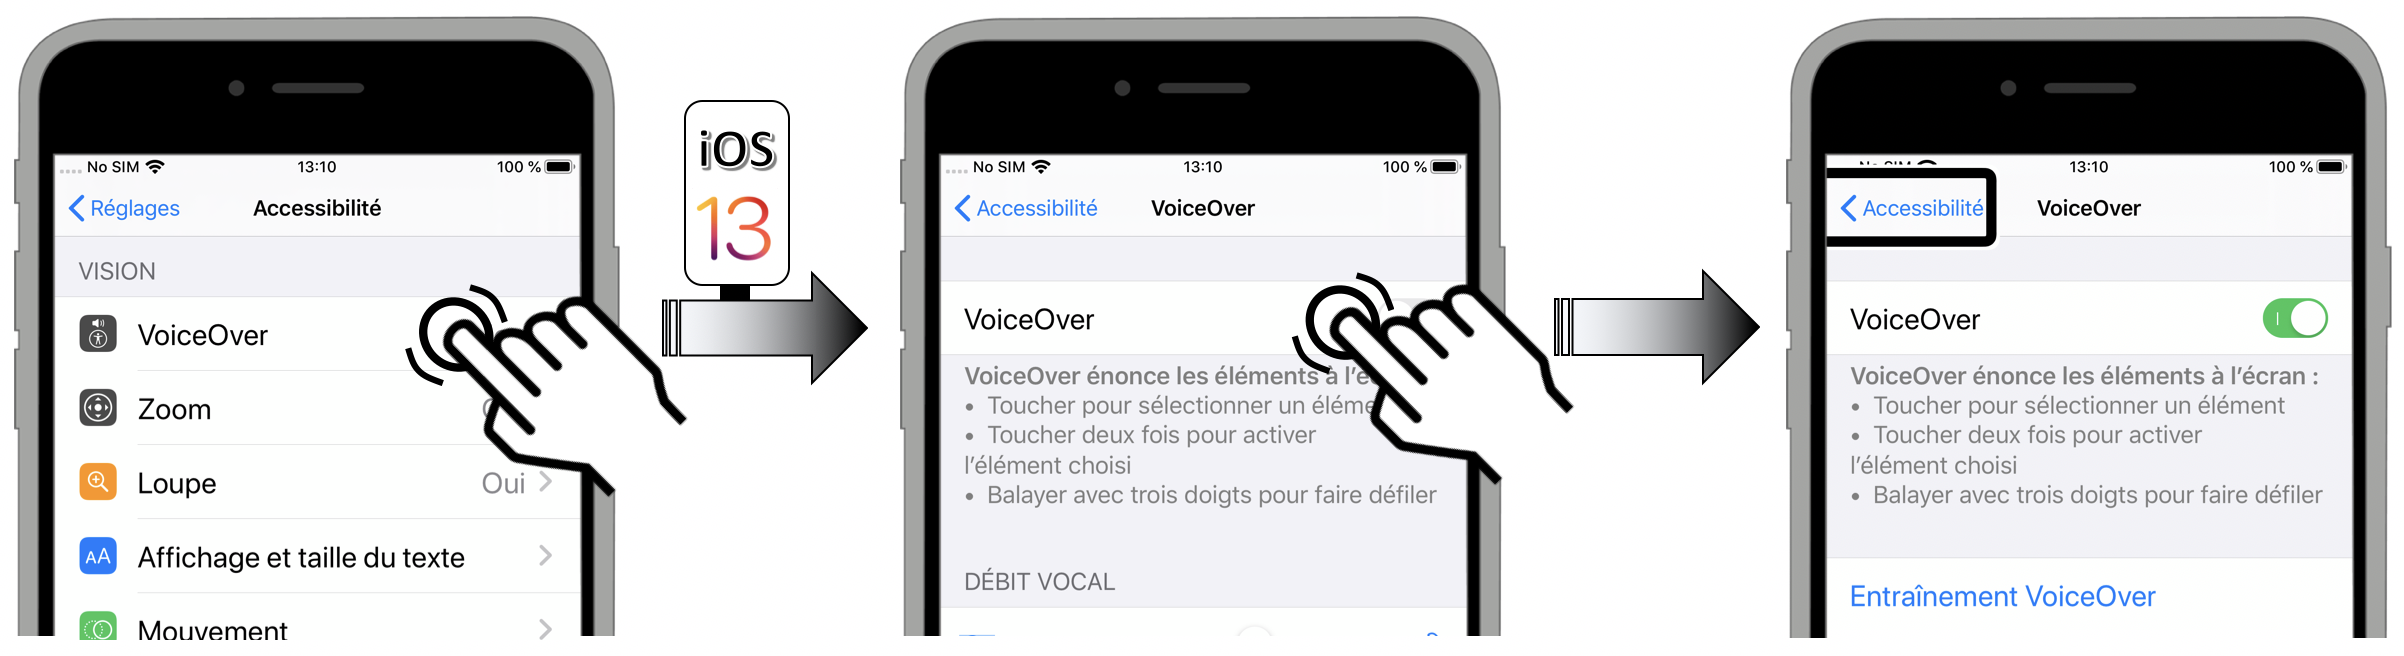 No SIM 13:10 100 %
Réglages Accessibilité
VISION
VoiceOver
Zoom
Loupe Oui
Affichage et taille du texte
Mouvement
iOS
13
No SIM 13:10 100 %
Accessibilité VoiceOver
VoiceOver
VoiceOver énonce les éléments à l'é
• Toucher pour sélectionner un éléme
• Toucher deux fois pour activer
l'élément choisi
• Balayer avec trois doigts pour faire défiler
DÉBIT VOCAL
No SIM 13:10 100 %
Accessibilité VoiceOver
VoiceOver
VoiceOver énonce les éléments à l'écran :
• Toucher pour sélectionner un élément
• Toucher deux fois pour activer
l'élément choisi
• Balayer avec trois doigts pour faire défiler
Entraînement VoiceOver